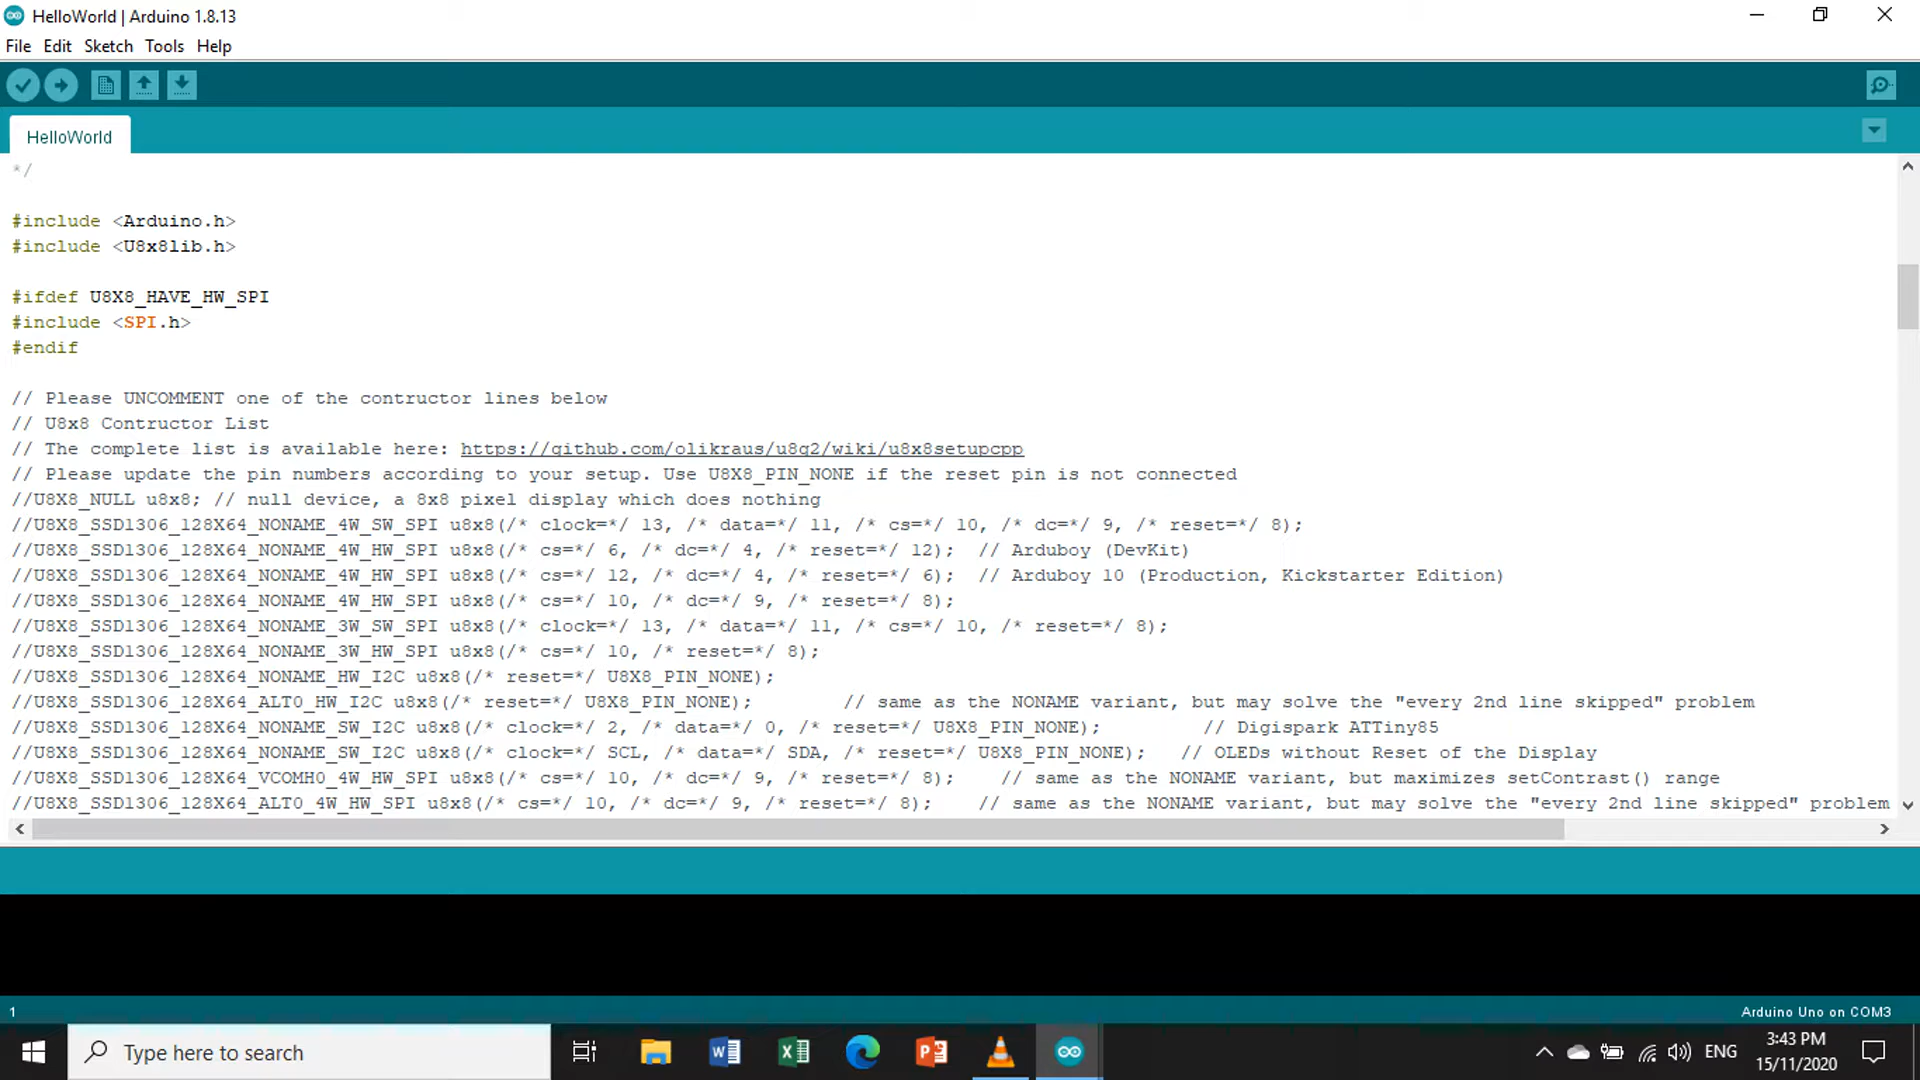 HelloWorld | Arduino 1.8.13
File Edit Sketch Tools Help
HelloWorld
*/
#include <Arduino.h>
#include <U8x8lib.h>
#ifdef U8X8_HAVE_HW_SPI
#include <SPI.h>
#endif
// Please UNCOMMENT one of the contructor lines below
// U8x8 Contructor List
// The complete list is available here: https://github.com/olikraus/u8g2/wiki/u8x8setupcpp
// Please update the pin numbers according to your setup. Use U8X8_PIN_NONE if the reset pin is not connected
//U8X8_NULL u8x8; // null device, a 8x8 pixel display which does nothing
//U8X8_SSD1306_128X64_NONAME_4W_SW_SPI u8x8(/* clock=*/ 13, /* data=*/ 11, /* cs=*/ 10, /* dc=*/ 9, /* reset=*/ 8);
//U8X8_SSD1306_128X64_NONAME_4W_HW_SPI u8x8(/* cs=*/ 6, /* dc=*/ 4, /* reset=*/ 12); // Arduboy (DevKit)
//U8X8_SSD1306_128X64_NONAME_4W_HW_SPI u8x8(/* cs=*/ 12, /* dc=*/ 4, /* reset=*/ 6); // Arduboy 10 (Production, Kickstarter Edition)
//U8X8_SSD1306_128X64_NONAME_4W_HW_SPI u8x8(/* cs=*/ 10, /* dc=*/ 9, /* reset=*/ 8);
//U8X8_SSD1306_128X64_NONAME_3W_SW_SPI u8x8(/* clock=*/ 13, /* data=*/ 11, /* cs=*/ 10, /* reset=*/ 8);
//U8X8_SSD1306_128X64_NONAME_3W_HW_SPI u8x8(/* cs=*/ 10, /* reset=*/ 8);
//U8X8_SSD1306_128X64_NONAME_HW_I2C u8x8(/* reset=*/ U8X8_PIN_NONE);
//U8X8_SSD1306_128X64_ALT0_HW_I2C u8x8(/* reset=*/ U8X8_PIN_NONE); // same as the NONAME variant, but may solve the "every 2nd line skipped" problem
//U8X8_SSD1306_128X64_NONAME_SW_I2C u8x8(/* clock=*/ 2, /* data=*/ 0, /* reset=*/ U8X8_PIN_NONE); // Digispark ATTiny85
//U8X8_SSD1306_128X64_NONAME_SW_I2C u8x8(/* clock=*/ SCL, /* data=*/ SDA, /* reset=*/ U8X8_PIN_NONE); // OLEDs without Reset of the Display
//U8X8_SSD1306_128X64_VCOMH0_4W_HW_SPI u8x8(/* cs=*/ 10, /* dc=*/ 9, /* reset=*/ 8); // same as the NONAME variant, but maximizes setContrast() range
//U8X8_SSD1306_128X64_ALT0_4W_HW_SPI u8x8(/* cs=*/ 10, /* dc=*/ 9, /* reset=*/ 8); // same as the NONAME variant, but may solve the "every 2nd line skipped" problem
1
Arduino Uno on COM3
Type here to search
ENG
3:43 PM
15/11/2020